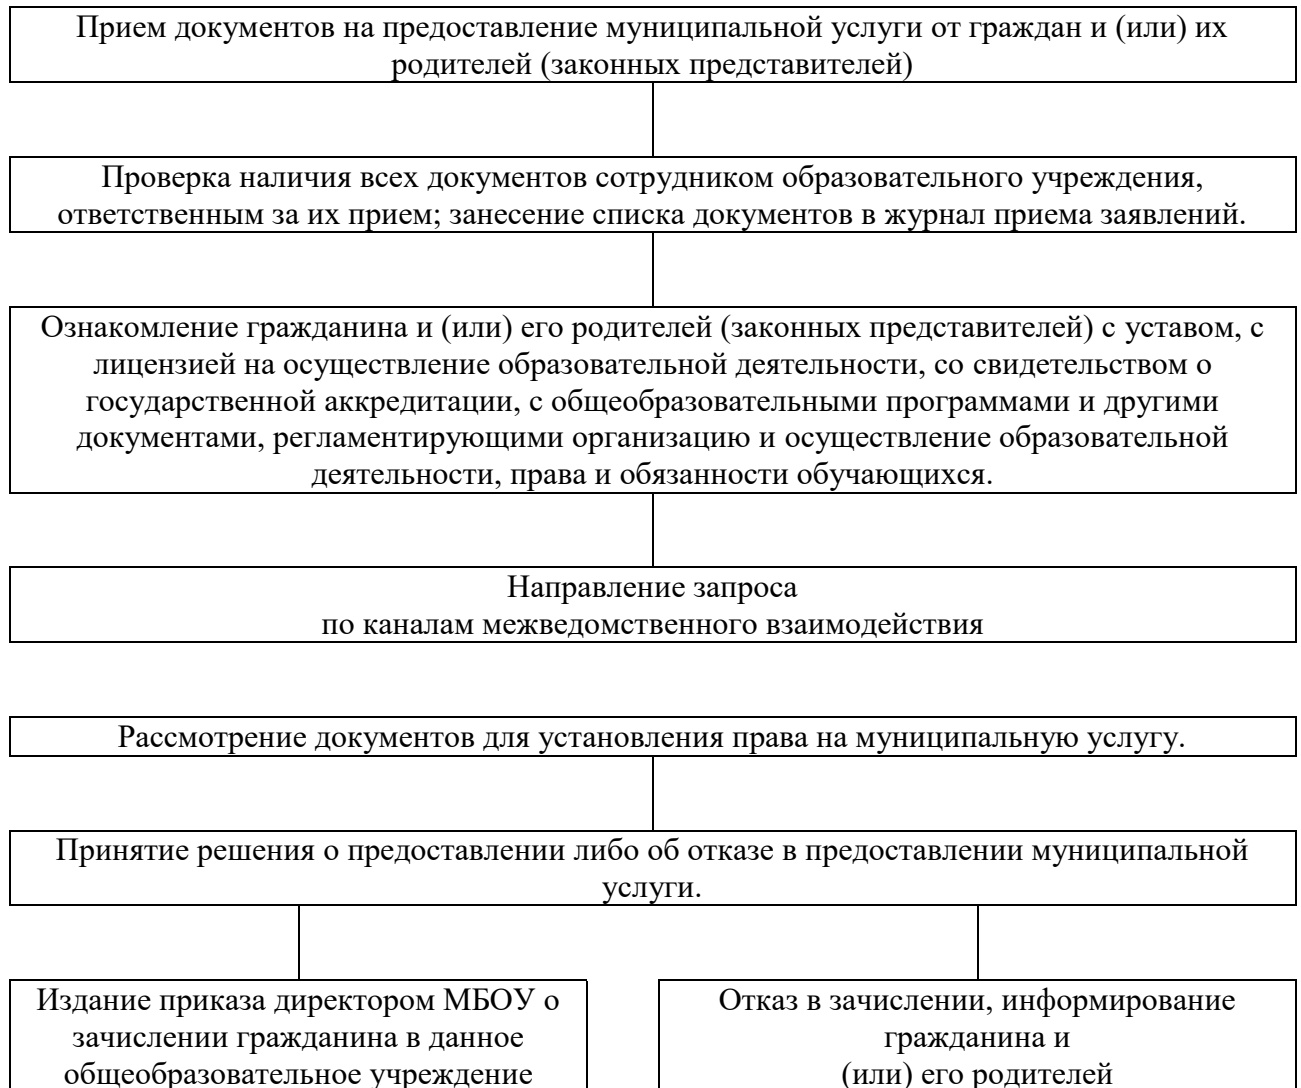 Прием документов на предоставление муниципальной услуги от граждан и (или) их
родителей (законных представителей)
Проверка наличия всех документов сотрудником образовательного учреждения,
ответственным за их прием; занесение списка документов в журнал приема заявлений.
Ознакомление гражданина и (или) его родителей (законных представителей) с уставом, с
лицензией на осуществление образовательной деятельности, со свидетельством о
государственной аккредитации, с общеобразовательными программами и другими
документами, регламентирующими организацию и осуществление образовательной
деятельности, права и обязанности обучающихся.
Направление запроса
по каналам межведомственного взаимодействия
Рассмотрение документов для установления права на муниципальную услугу.
Принятие решения о предоставлении либо об отказе в предоставлении муниципальной
услуги.
Издание приказа директором МБОУ о
зачислении гражданина в данное
общеобразовательное учреждение
Отказ в зачислении, информирование
гражданина и
(или) его родителей